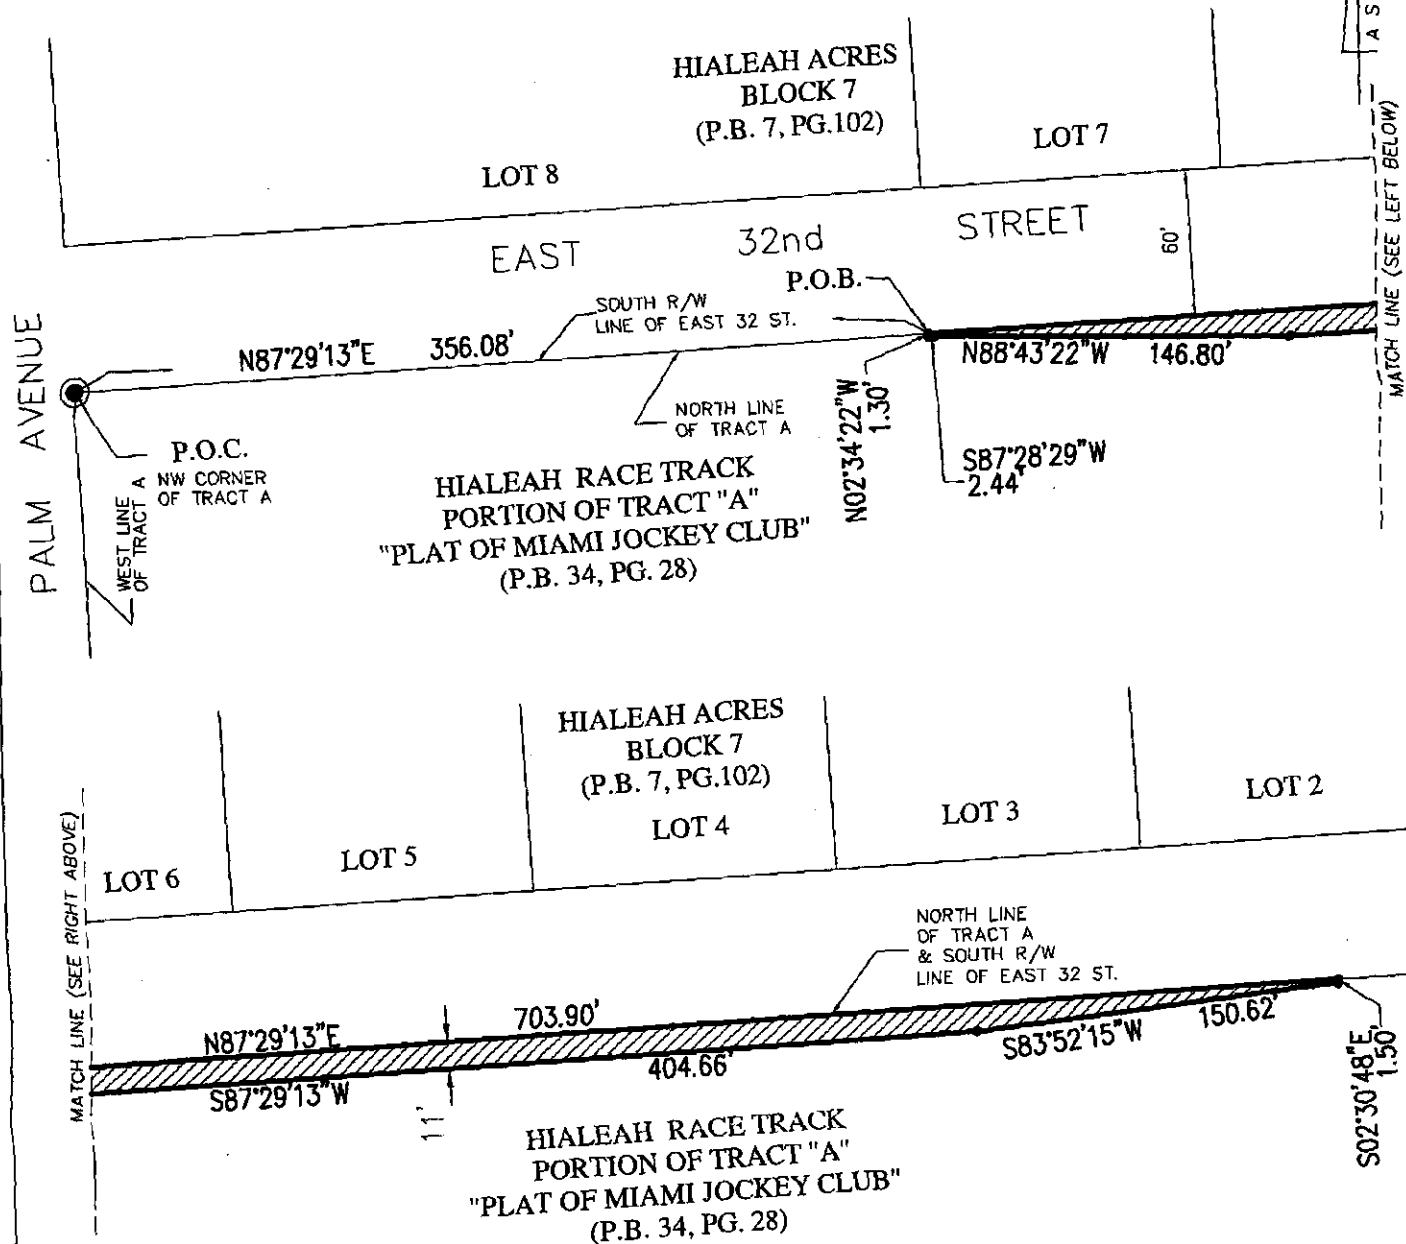 HIALEAH ACRES
BLOCK 7
(P.B. 7, PG.102)
LOT 8
LOT 7
A S
EAST 32nd STREET
60'
P.O.B.
SOUTH R/W
LINE OF EAST 32 ST.
N87°29'13"E 356.08'
N88°43'22"W 146.80'
MATCH LINE (SEE LEFT BELOW)
PALM AVENUE
P.O.C.
NW CORNER
OF TRACT A
WEST LINE
OF TRACT A
NORTH LINE
OF TRACT A
N02°34'22"W
1.30'
S87°28'29"W
2.44'
HIALEAH RACE TRACK
PORTION OF TRACT "A"
"PLAT OF MIAMI JOCKEY CLUB"
(P.B. 34, PG. 28)
HIALEAH ACRES
BLOCK 7
(P.B. 7, PG.102)
LOT 6
LOT 5
LOT 4
LOT 3
LOT 2
MATCH LINE (SEE RIGHT ABOVE)
NORTH LINE
OF TRACT A
& SOUTH R/W
LINE OF EAST 32 ST.
N87°29'13"E 703.90'
S87°29'13"W 404.66'
S83°52'15"W 150.62'
S02°30'48"E
1.50'
11'
HIALEAH RACE TRACK
PORTION OF TRACT "A"
"PLAT OF MIAMI JOCKEY CLUB"
(P.B. 34, PG. 28)